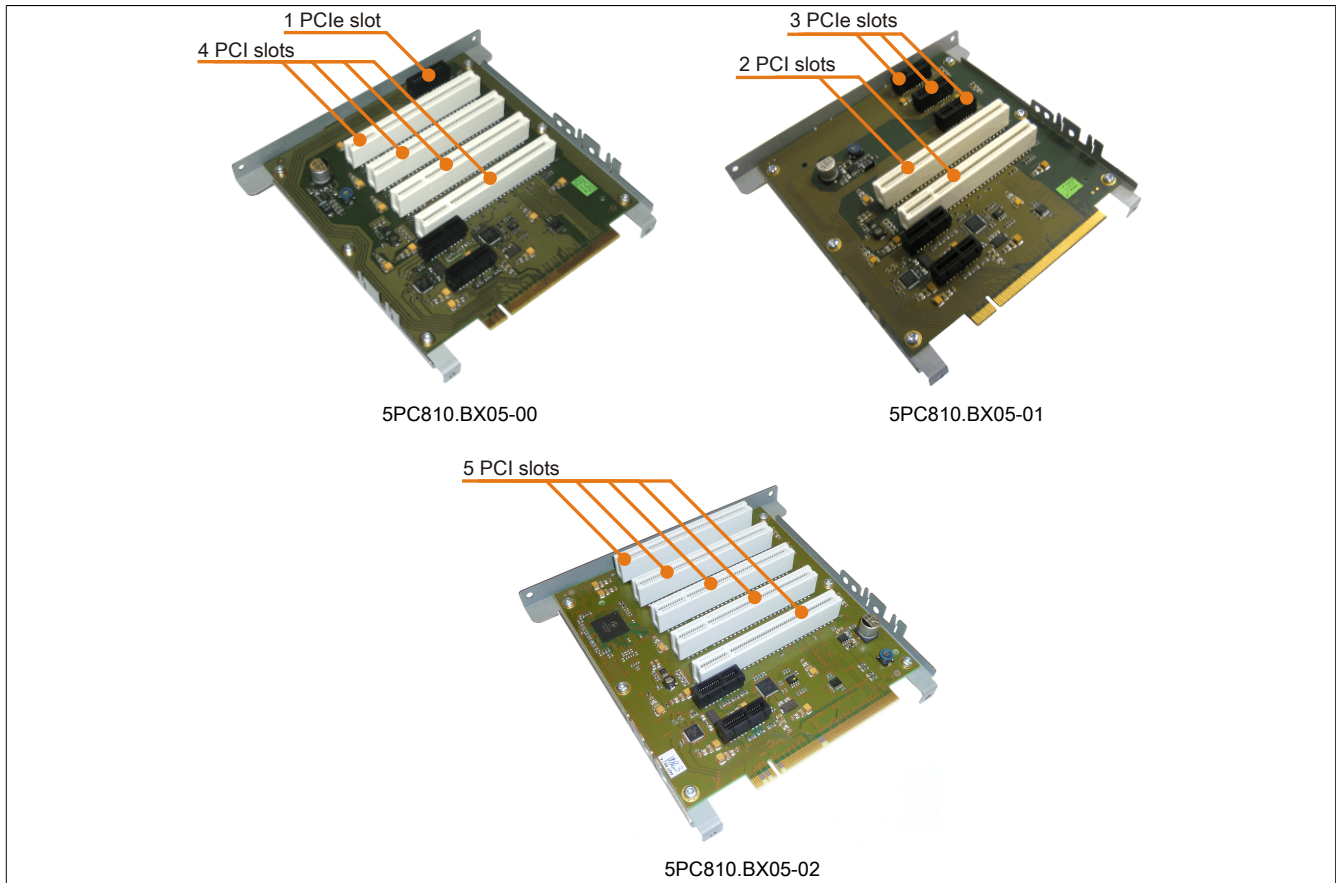 1 PCIe slot
4 PCI slots
3 PCIe slots
2 PCI slots
5PC810.BX05-00
5PC810.BX05-01
5 PCI slots
5PC810.BX05-02